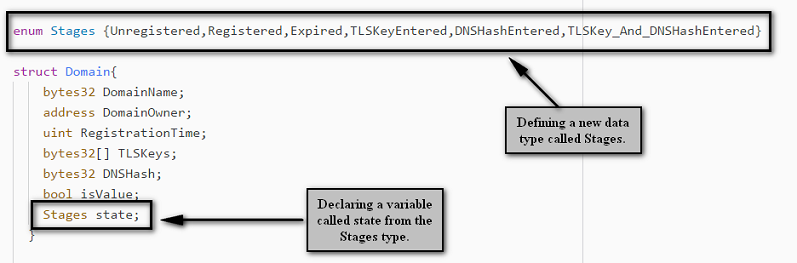 enum Stages {Unregistered,Registered,Expired,TLSKeyEntered,DNSHashEntered,TLSKey_And_DNSHashEntered}
struct Domain{
bytes32 DomainName;
address DomainOwner;
uint RegistrationTime;
bytes32[] TLSKeys;
bytes32 DNSHash;
bool isValue;
Stages state;
}
Defining a new data
type called Stages.
Declaring a variable
called state from the
Stages type.